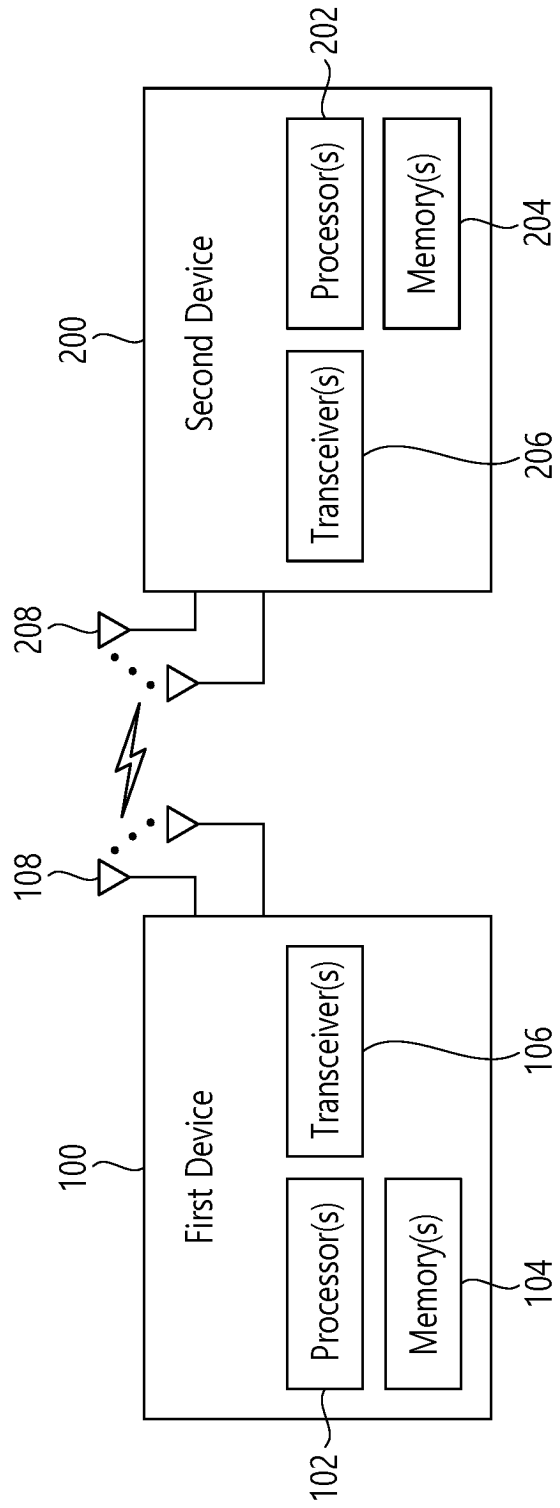 100
108
208
200
First Device
Second Device
Processor(s)
Transceiver(s)
Transceiver(s)
Processor(s)
Memory(s)
Memory(s)
102
104
106
206
204
202